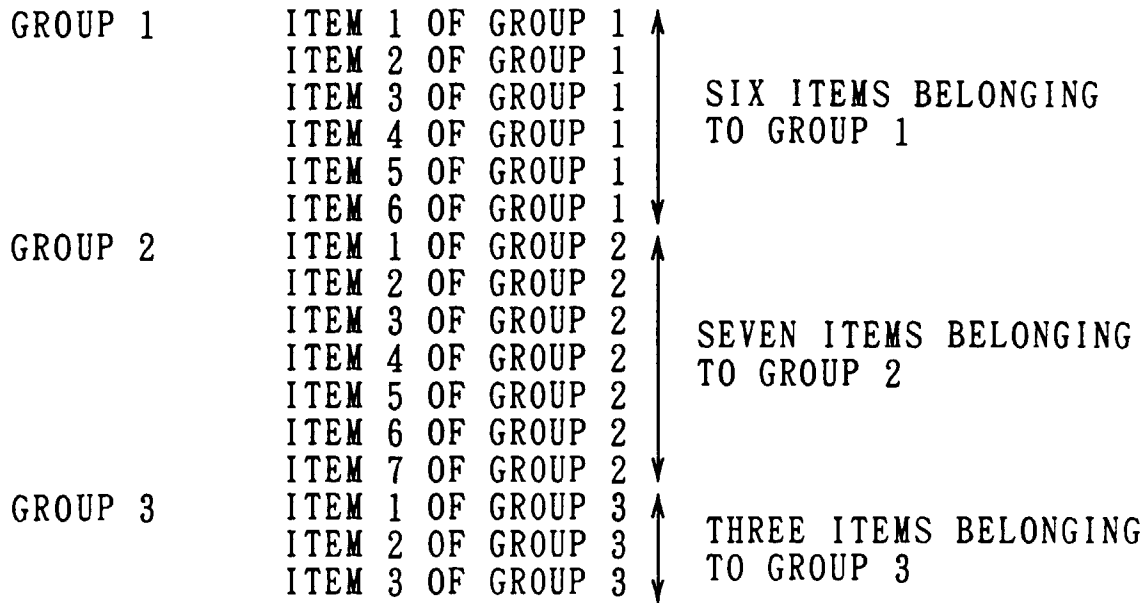 GROUP 1 ITEM 1 OF GROUP 1
ITEM 2 OF GROUP 1
ITEM 3 OF GROUP 1
ITEM 4 OF GROUP 1
ITEM 5 OF GROUP 1
ITEM 6 OF GROUP 1
SIX ITEMS BELONGING
TO GROUP 1
GROUP 2 ITEM 1 OF GROUP 2
ITEM 2 OF GROUP 2
ITEM 3 OF GROUP 2
ITEM 4 OF GROUP 2
ITEM 5 OF GROUP 2
ITEM 6 OF GROUP 2
ITEM 7 OF GROUP 2
SEVEN ITEMS BELONGING
TO GROUP 2
GROUP 3 ITEM 1 OF GROUP 3
ITEM 2 OF GROUP 3
ITEM 3 OF GROUP 3
THREE ITEMS BELONGING
TO GROUP 3